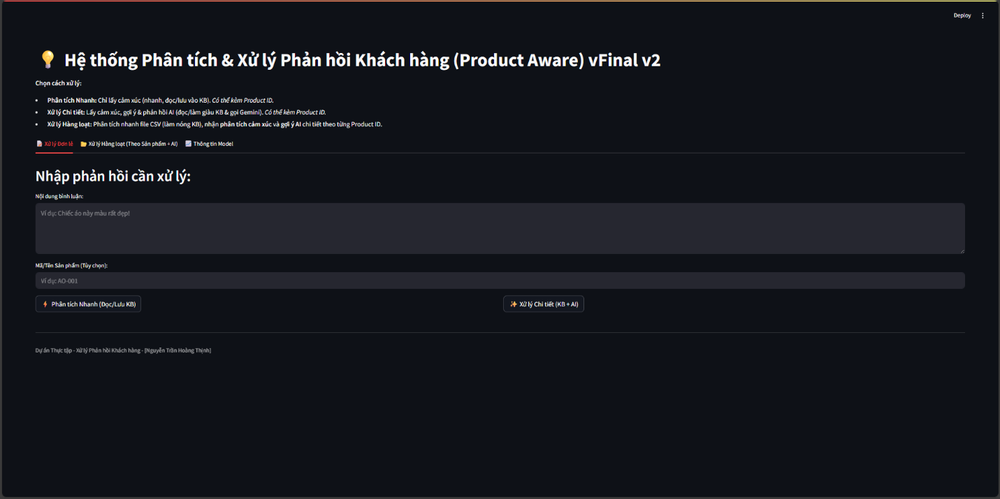 Deploy
Hệ thống Phân tích & Xử lý Phản hồi Khách hàng (Product Aware) vFinal v2
Chọn cách xử lý:
Phân tích Nhanh: Chỉ lấy cảm xúc (nhanh, đọc/lưu vào KB). Có thể kèm Product ID.
Xử lý Chi tiết: Lấy cảm xúc, gợi ý & phản hồi AI (đọc/làm giàu KB & gọi Gemini). Có thể kèm Product ID.
Xử lý Hàng loạt: Phân tích nhanh file CSV (làm nóng KB), nhận phân tích cảm xúc và gợi ý AI chi tiết theo từng Product ID.
Xử lý Đơn lẻ Xử lý Hàng loạt (Theo Sản phẩm + AI) Thông tin Model
Nhập phản hồi cần xử lý:
Nội dung bình luận:
Ví dụ: Chiếc áo này màu rất đẹp!
Mã/Tên Sản phẩm (Tùy chọn):
Ví dụ: AO-001
Phân tích Nhanh (Đọc/Lưu KB) Xử lý Chi tiết (KB + AI)
Dự án Thực tập - Xử lý Phản hồi Khách hàng - [Nguyễn Trần Hoàng Thịnh]